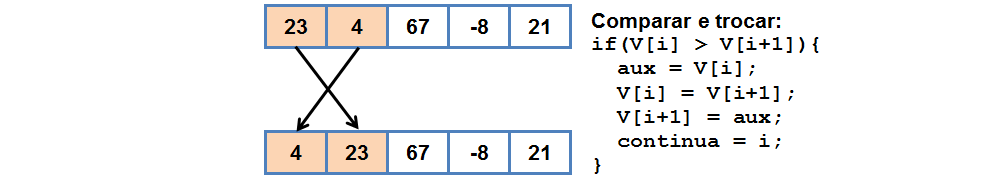 23 4 67 -8 21
4 23 67 -8 21
Comparar e trocar:
if(V[i] > V[i+1]){
  aux = V[i];
  V[i] = V[i+1];
  V[i+1] = aux;
  continua = i;
}